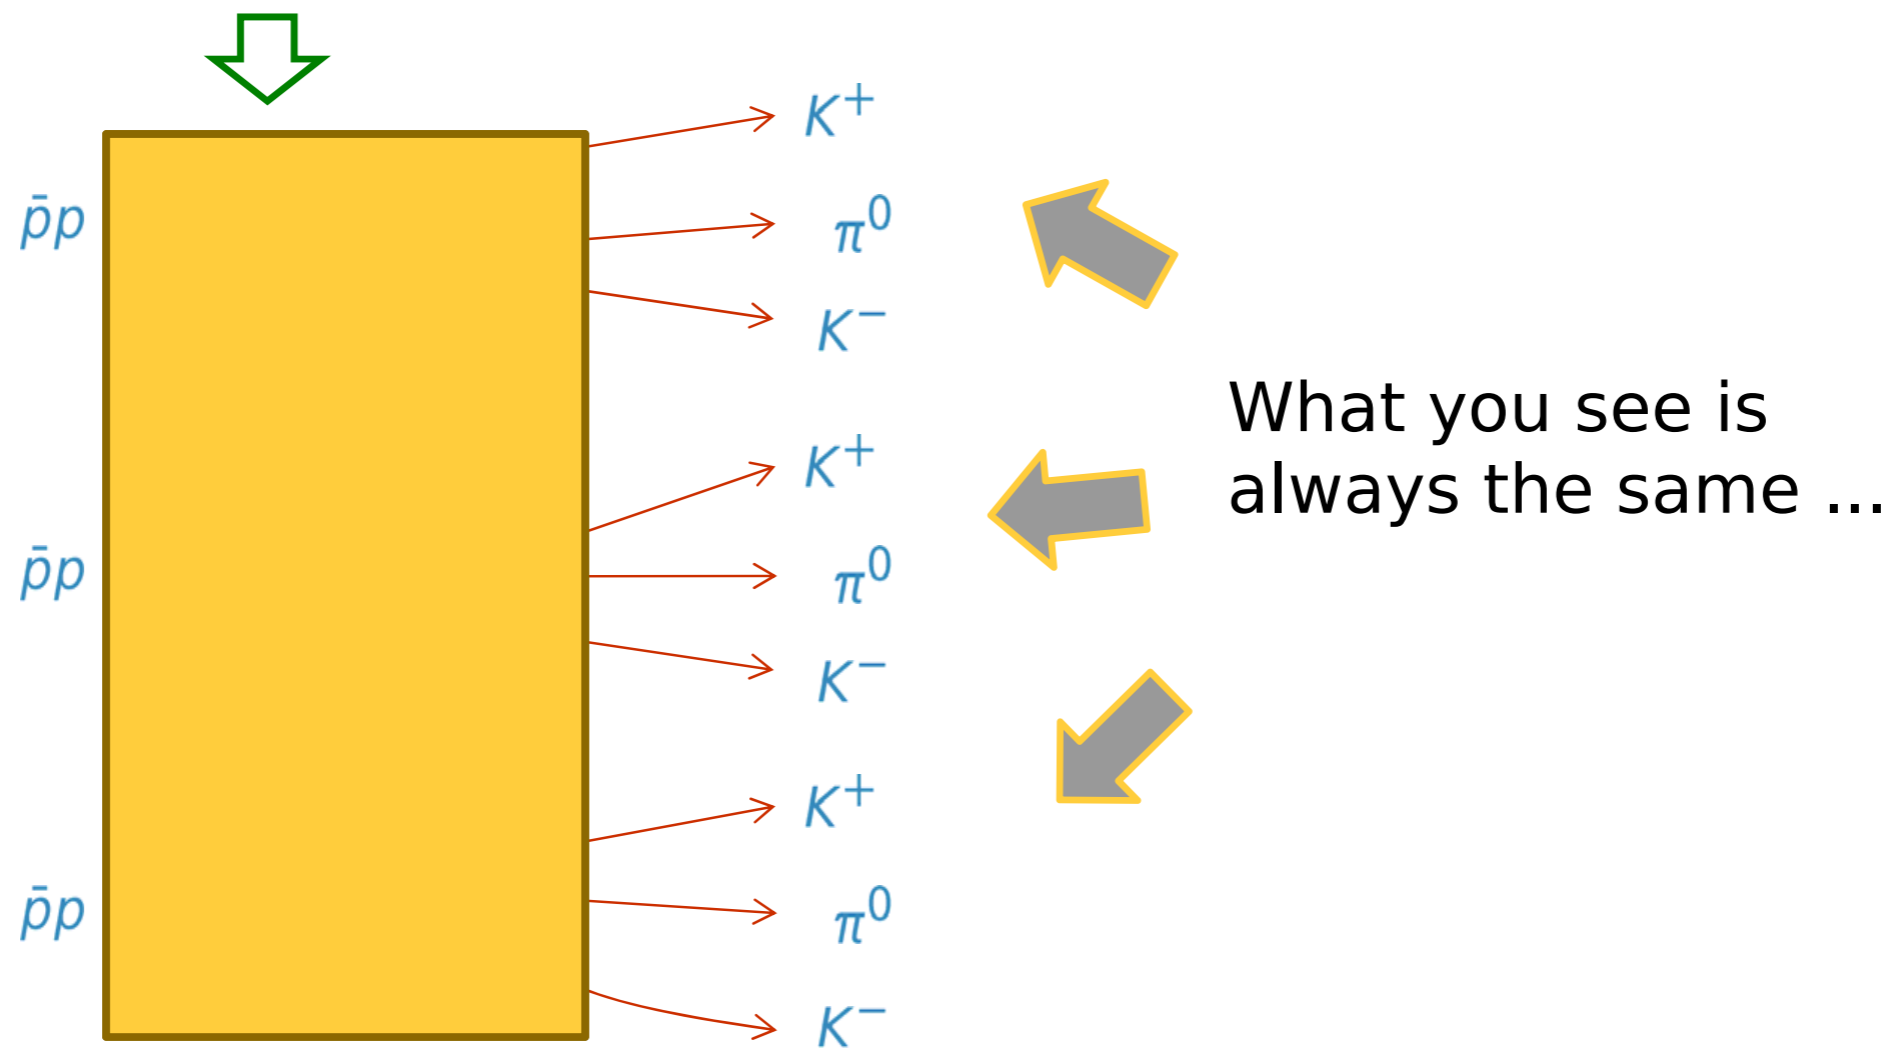 K⁺
p̄p π⁰
K⁻
What you see is
always the same ...
K⁺
p̄p π⁰
K⁻
K⁺
p̄p π⁰
K⁻